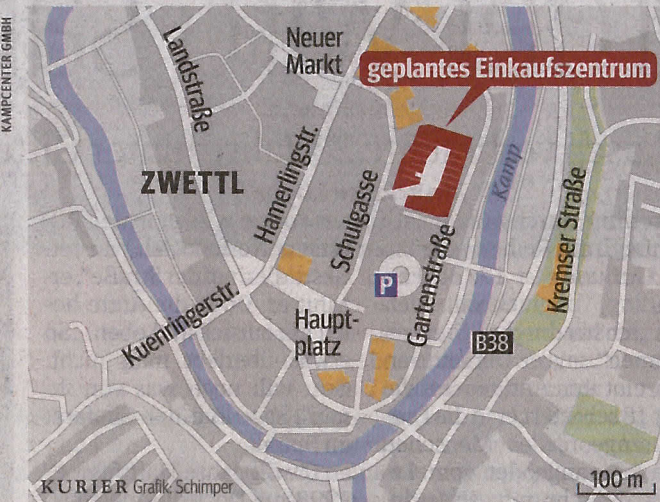 KAMPCENTER GMBH
Landstraße
Neuer
Markt
geplantes Einkaufszentrum
ZWETTL
Hamerlingstr.
Schulgasse
Kamp
Kremser Straße
Gartenstraße
P
Kuenringerstr.
Haupt-
platz
B38
KURIER Grafik: Schimper
100 m